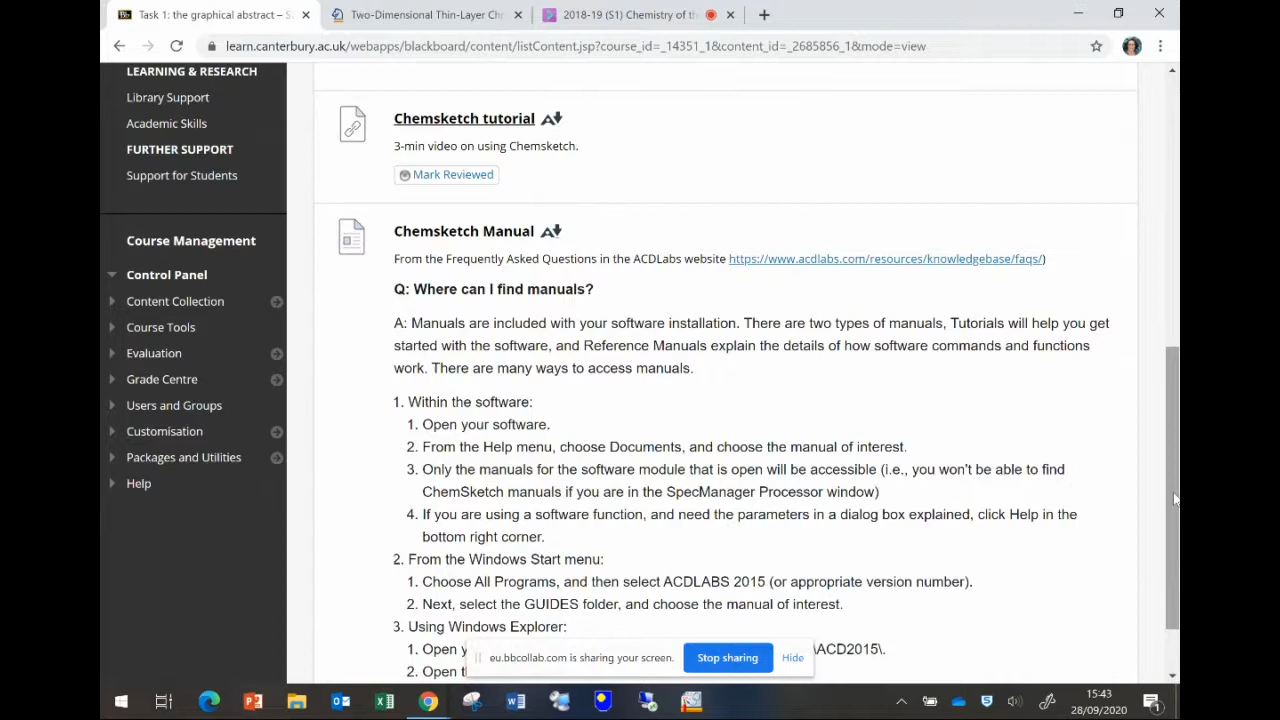 Task 1: the graphical abstract – S
Two-Dimensional Thin-Layer Ch
2018-19 (S1) Chemistry of th
learn.canterbury.ac.uk/webapps/blackboard/content/listContent.jsp?course_id=_14351_1&content_id=_2685856_1&mode=view
LEARNING & RESEARCH
Library Support
Academic Skills
FURTHER SUPPORT
Support for Students
Course Management
Control Panel
Content Collection
Course Tools
Evaluation
Grade Centre
Users and Groups
Customisation
Packages and Utilities
Help
Chemsketch tutorial
3-min video on using Chemsketch.
Mark Reviewed
Chemsketch Manual
From the Frequently Asked Questions in the ACDLabs website https://www.acdlabs.com/resources/knowledgebase/faqs/)
Q: Where can I find manuals?
A: Manuals are included with your software installation. There are two types of manuals, Tutorials will help you get
started with the software, and Reference Manuals explain the details of how software commands and functions
work. There are many ways to access manuals.
1. Within the software:
1. Open your software.
2. From the Help menu, choose Documents, and choose the manual of interest.
3. Only the manuals for the software module that is open will be accessible (i.e., you won't be able to find
ChemSketch manuals if you are in the SpecManager Processor window)
4. If you are using a software function, and need the parameters in a dialog box explained, click Help in the
bottom right corner.
2. From the Windows Start menu:
1. Choose All Programs, and then select ACDLABS 2015 (or appropriate version number).
2. Next, select the GUIDES folder, and choose the manual of interest.
3. Using Windows Explorer:
1. Open y \ACD2015\.
2. Open t
eu.bbcollab.com is sharing your screen.
Stop sharing
Hide
15:43
28/09/2020